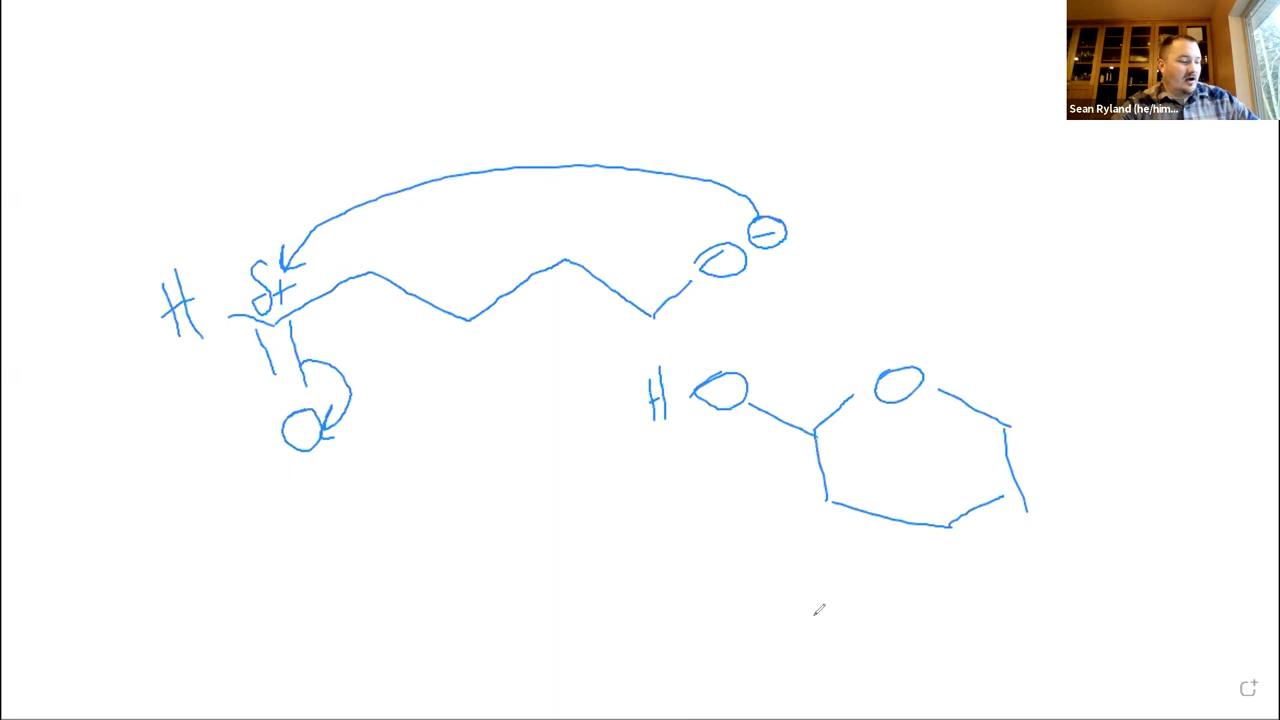 Sean Ryland (he/him...
−
O
δ+
H
O
H O
O